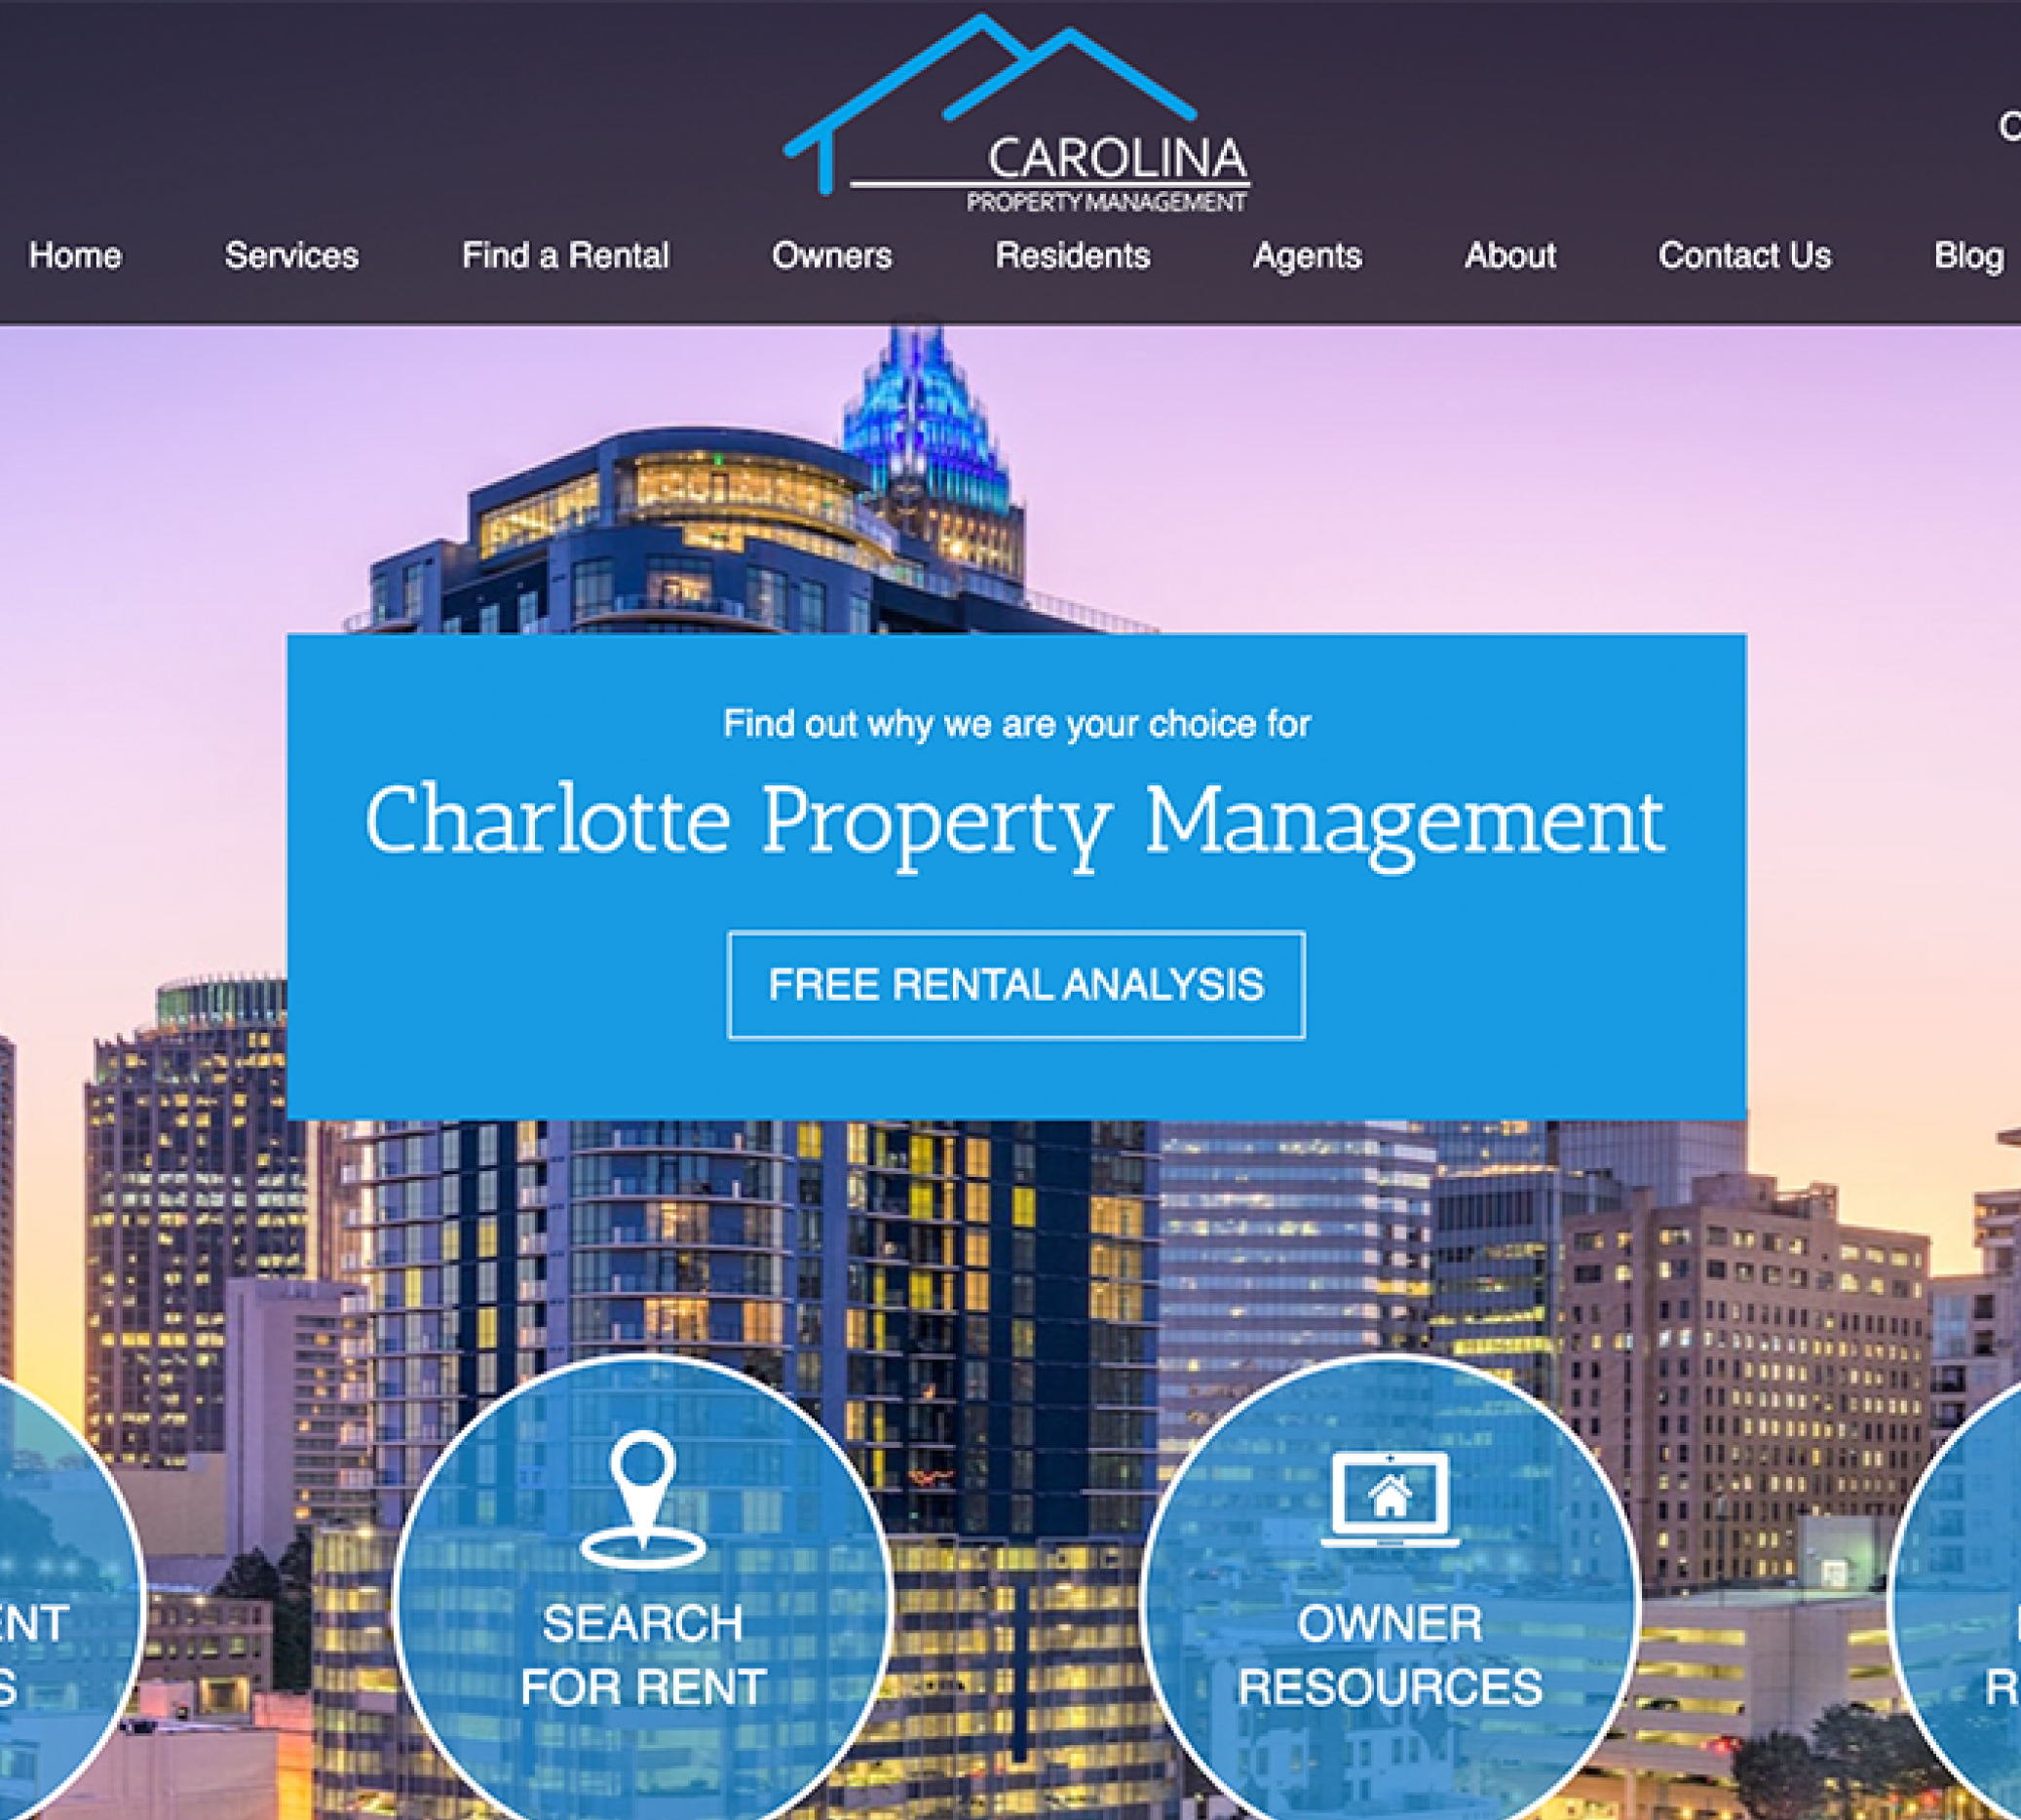 CAROLINA
PROPERTY MANAGEMENT
Home Services Find a Rental Owners Residents Agents About Contact Us Blog
Find out why we are your choice for
Charlotte Property Management
FREE RENTAL ANALYSIS
SEARCH
FOR RENT
OWNER
RESOURCES